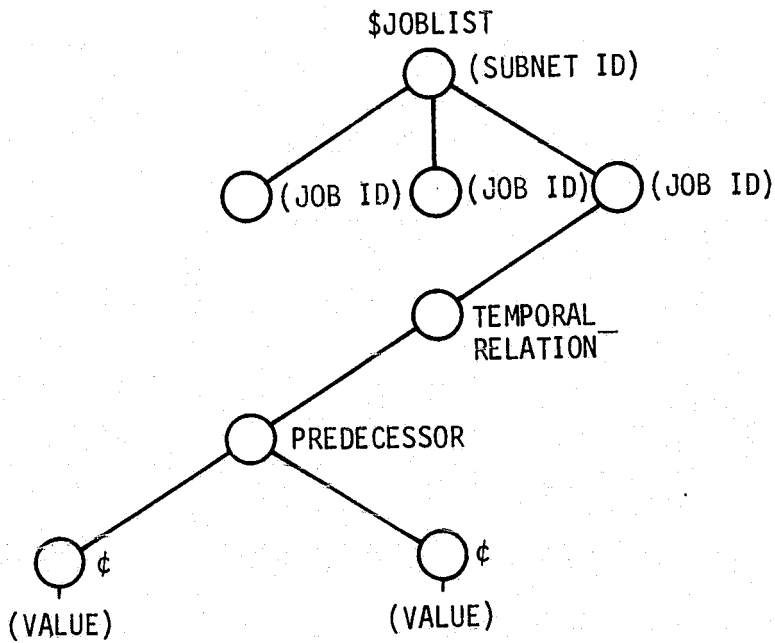 $JOBLIST
(SUBNET ID)
(JOB ID) (JOB ID) (JOB ID)
TEMPORAL_
RELATION
PREDECESSOR
¢ ¢
(VALUE) (VALUE)